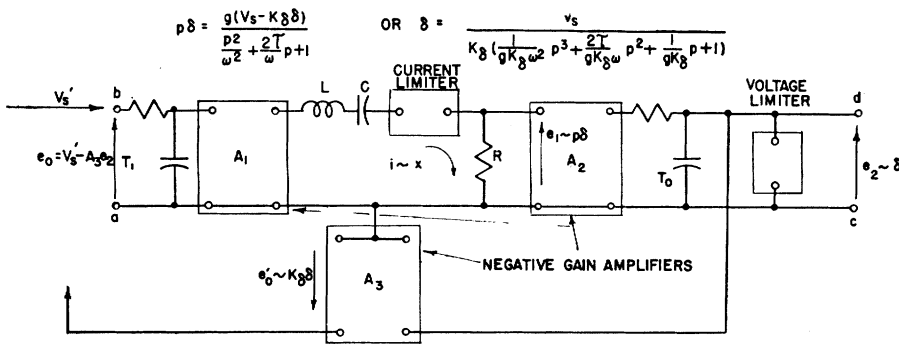 pδ = g(Vs-Kδδ) / (p²/ω² + 2τ/ω p+1) OR δ = vs / (Kδ(1/gKδω² p³ + 2τ/gKδω p² + 1/gKδ p+1))
CURRENT LIMITER
VOLTAGE LIMITER
Vs'
b
L
C
d
e₀=Vs'-A₃e₂
T₁
A₁
i~x
R
e₁~pδ
A₂
T₀
e₂~δ
a
c
e₀'~Kδδ
A₃
NEGATIVE GAIN AMPLIFIERS